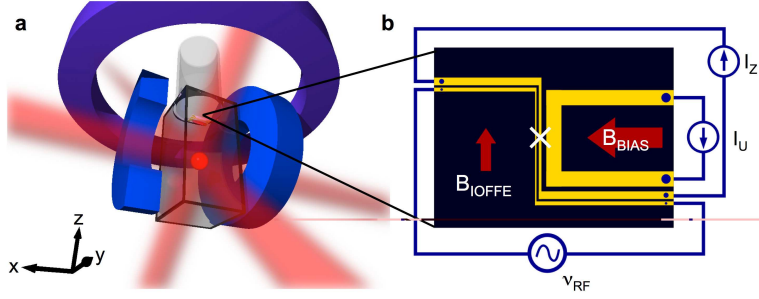 a
z
y
x
b
I_Z
B_BIAS
I_U
B_IOFFE
ν_RF